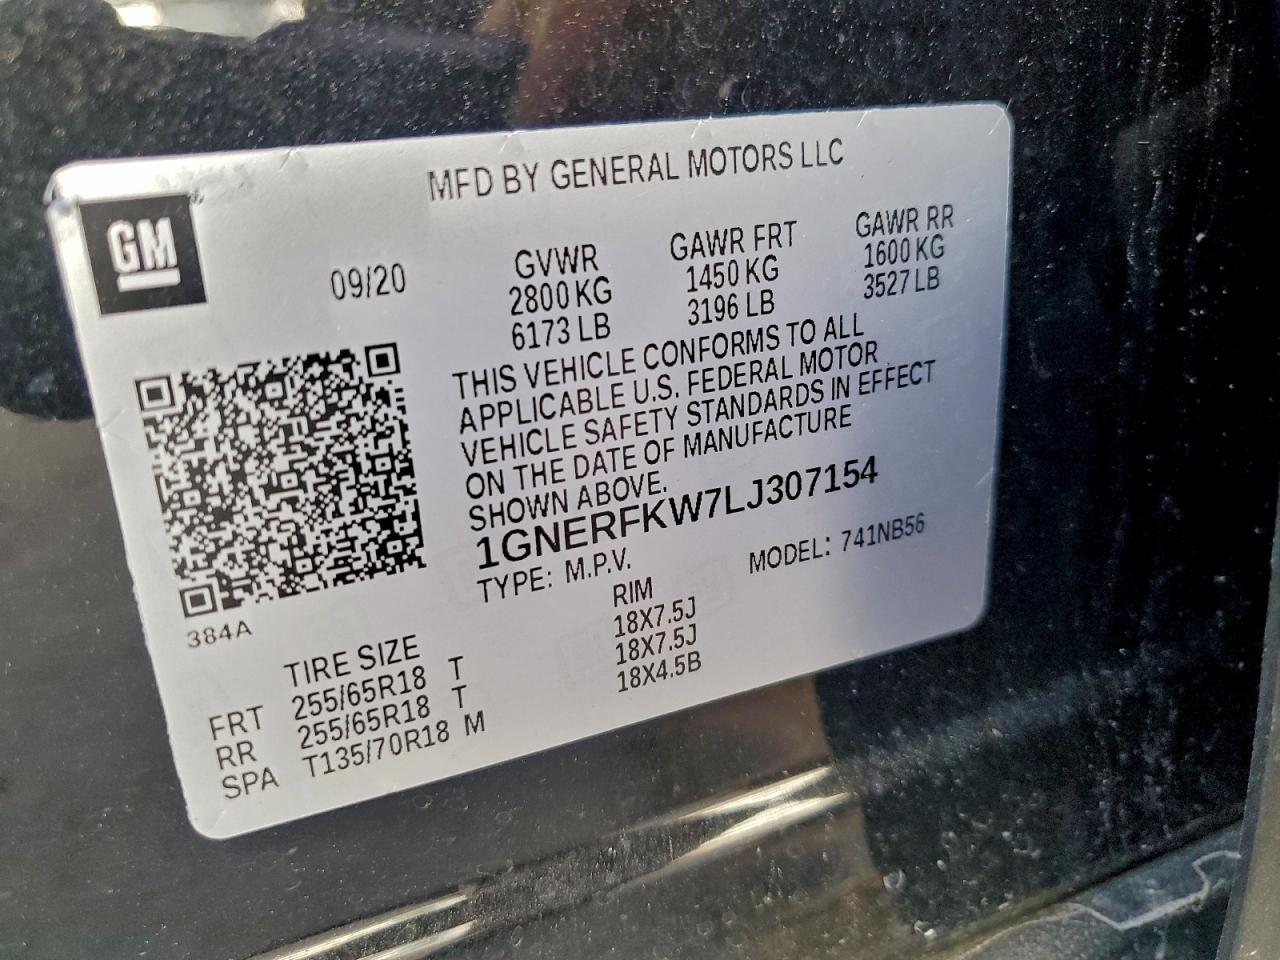 MFD BY GENERAL MOTORS LLC
GM
09/20
GVWR
2800 KG
6173 LB
GAWR FRT
1450 KG
3196 LB
GAWR RR
1600 KG
3527 LB
THIS VEHICLE CONFORMS TO ALL
APPLICABLE U.S. FEDERAL MOTOR
VEHICLE SAFETY STANDARDS IN EFFECT
ON THE DATE OF MANUFACTURE
SHOWN ABOVE.
1GNERFKW7LJ307154
TYPE: M.P.V. MODEL: 741NB56
384A
TIRE SIZE RIM
FRT 255/65R18 T 18X7.5J
RR 255/65R18 T 18X7.5J
SPA T135/70R18 M 18X4.5B